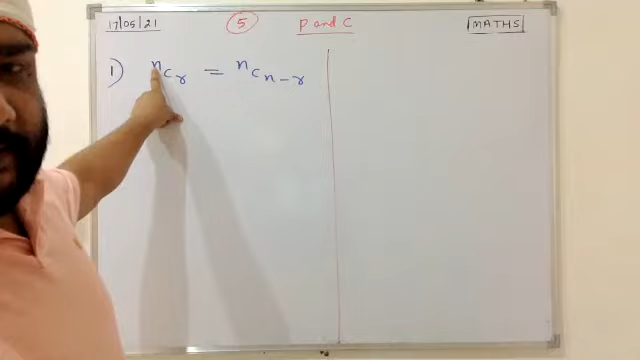 17/05/21 5 P and C MATHS
1) nCr = nCn-r